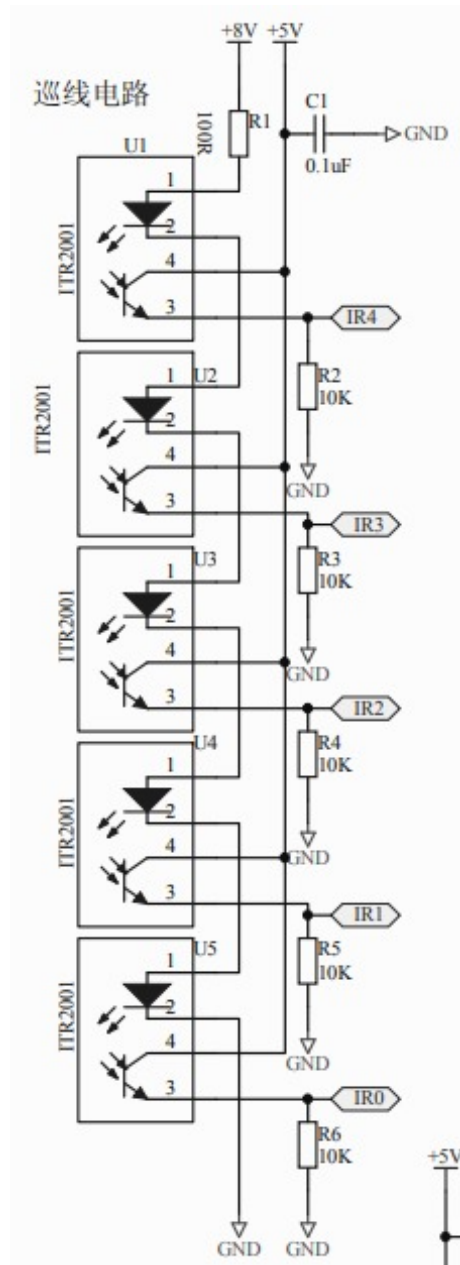 +8V +5V
巡线电路
C1
R1
100R
GND
0.1uF
U1
1
2
4
3
ITR2001
IR4
R2
10K
GND
U2
1
2
4
3
ITR2001
IR3
R3
10K
GND
U3
1
2
4
3
ITR2001
IR2
R4
10K
GND
U4
1
2
4
3
ITR2001
IR1
R5
10K
GND
U5
1
2
4
3
ITR2001
IR0
R6
10K
+5V
GND GND